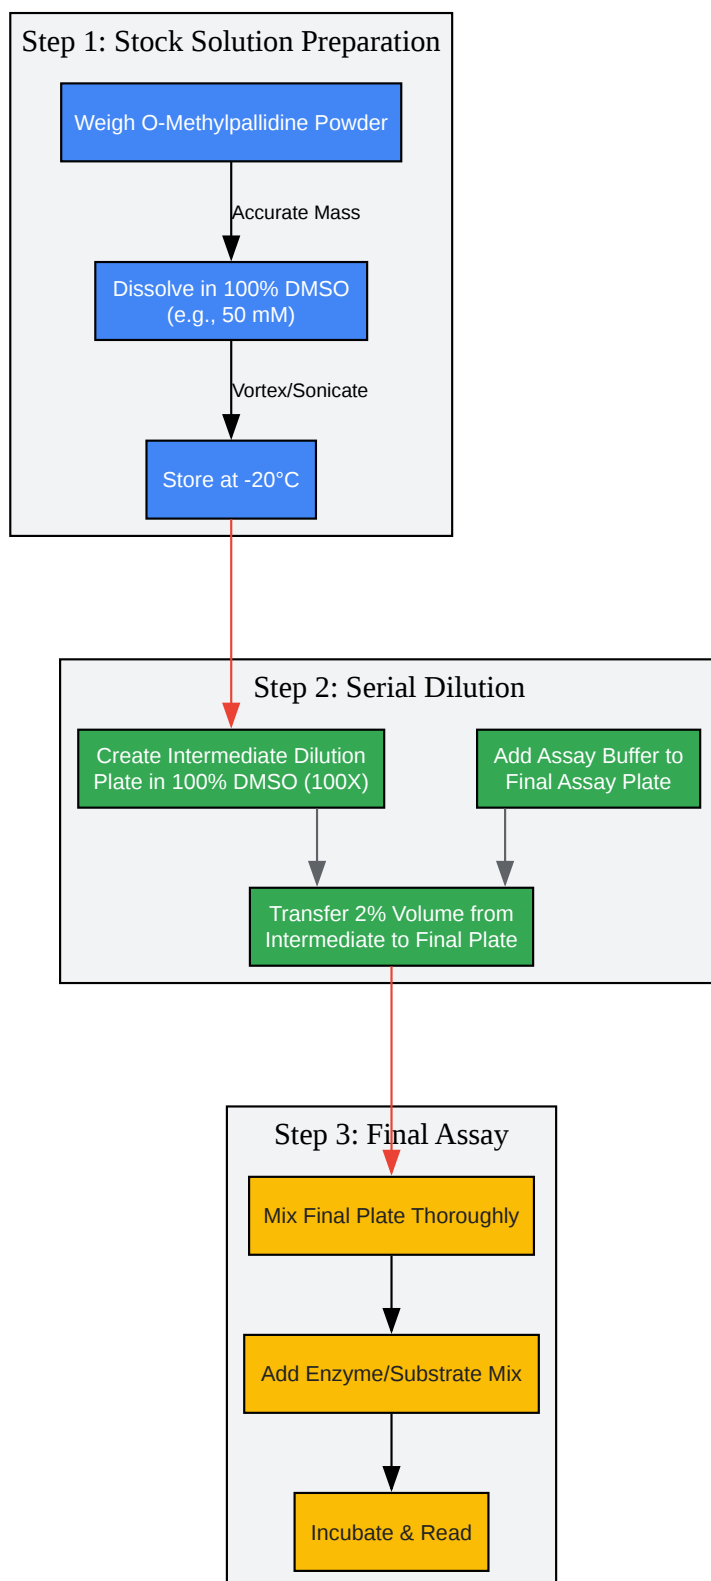 Step 1: Stock Solution Preparation
Weigh O-Methylpallidine Powder
Accurate Mass
Dissolve in 100% DMSO
(e.g., 50 mM)
Vortex/Sonicate
Store at -20°C
Step 2: Serial Dilution
Create Intermediate Dilution
Plate in 100% DMSO (100X)
Add Assay Buffer to
Final Assay Plate
Transfer 2% Volume from
Intermediate to Final Plate
Step 3: Final Assay
Mix Final Plate Thoroughly
Add Enzyme/Substrate Mix
Incubate & Read